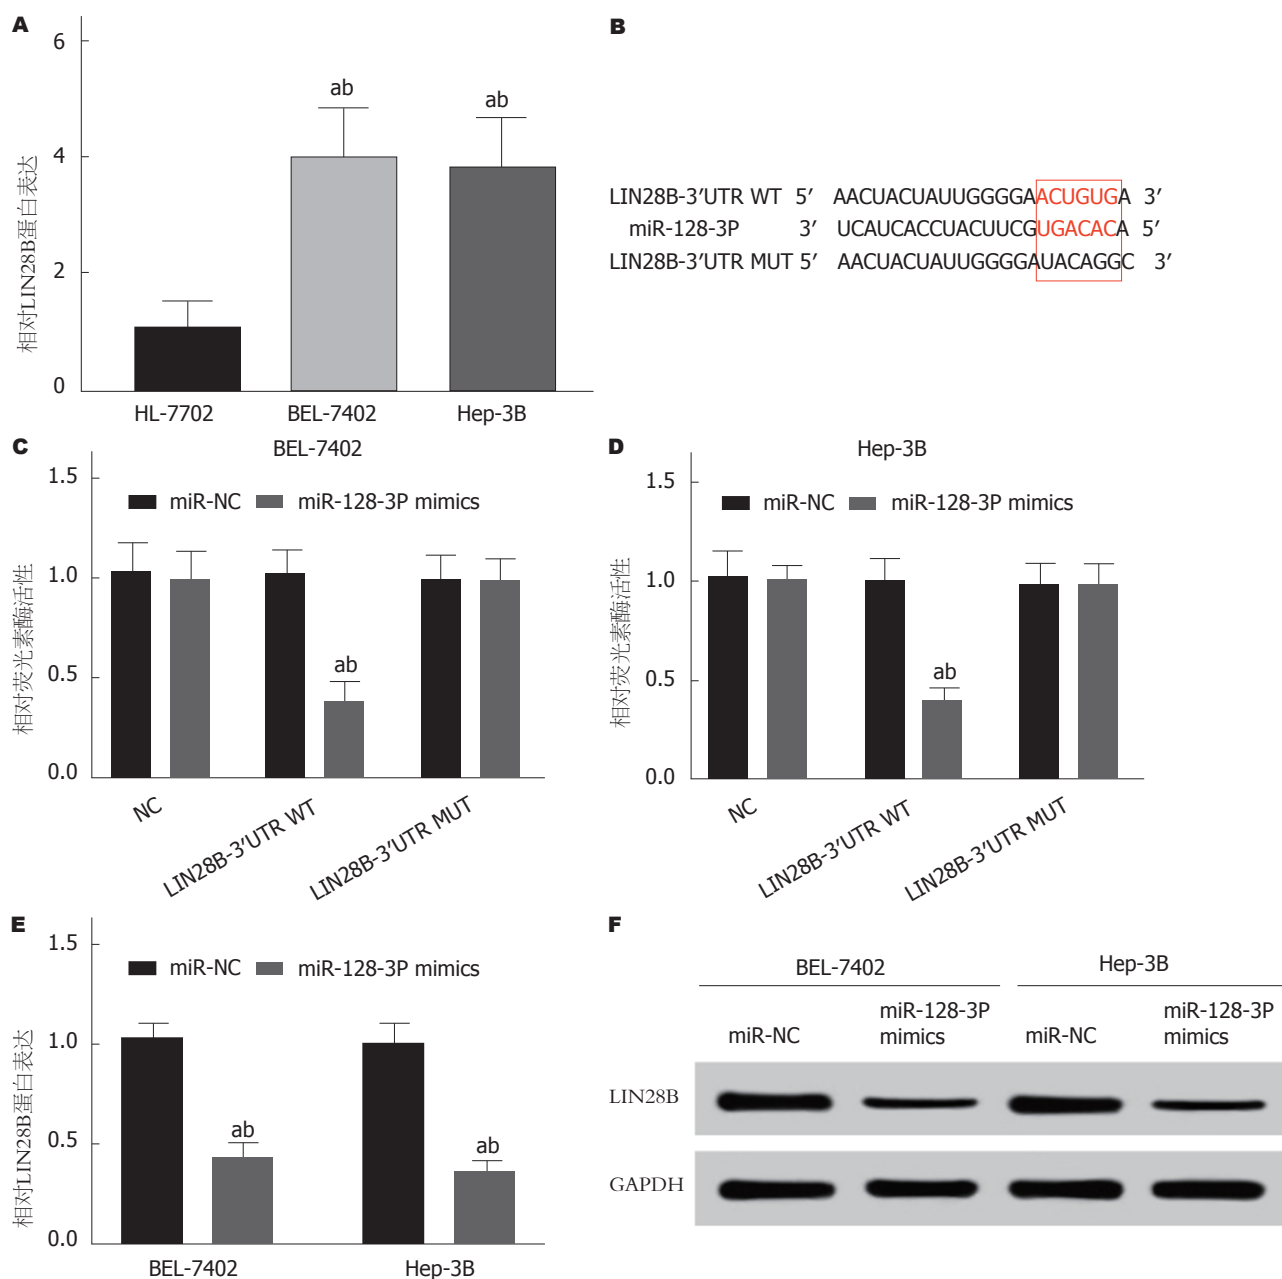 A
6
4
2
0
相对LIN28B蛋白表达
ab
ab
HL-7702
BEL-7402
Hep-3B
B
LIN28B-3′UTR WT 5′ AACUACUAUUGGGGAACUGUGA 3′
miR-128-3P 3′ UCAUCACCUACUUCGUGACACA 5′
LIN28B-3′UTR MUT 5′ AACUACUAUUGGGGAUACAGGC 3′
C
BEL-7402
1.5
1.0
0.5
0.0
相对荧光素酶活性
miR-NC
miR-128-3P mimics
ab
NC
LIN28B-3′UTR WT
LIN28B-3′UTR MUT
D
Hep-3B
1.5
1.0
0.5
0.0
相对荧光素酶活性
miR-NC
miR-128-3P mimics
ab
NC
LIN28B-3′UTR WT
LIN28B-3′UTR MUT
E
1.5
1.0
0.5
0.0
相对LIN28B蛋白表达
miR-NC
miR-128-3P mimics
ab
ab
BEL-7402
Hep-3B
F
BEL-7402
Hep-3B
miR-NC
miR-128-3P
mimics
miR-NC
miR-128-3P
mimics
LIN28B
GAPDH